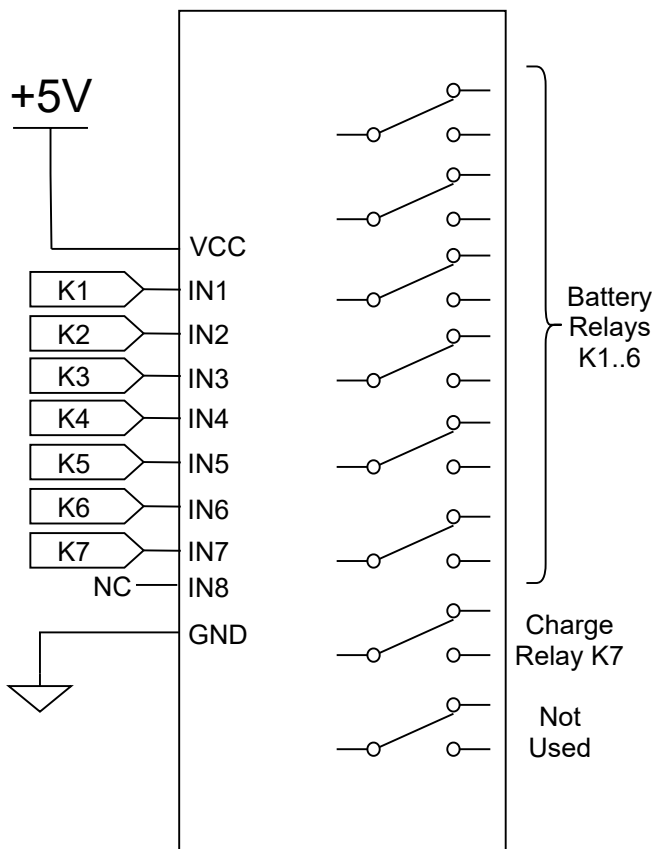 +5V
VCC
K1
IN1
K2
IN2
K3
IN3
K4
IN4
K5
IN5
K6
IN6
K7
IN7
NC
IN8
GND
Battery
Relays
K1..6
Charge
Relay K7
Not
Used